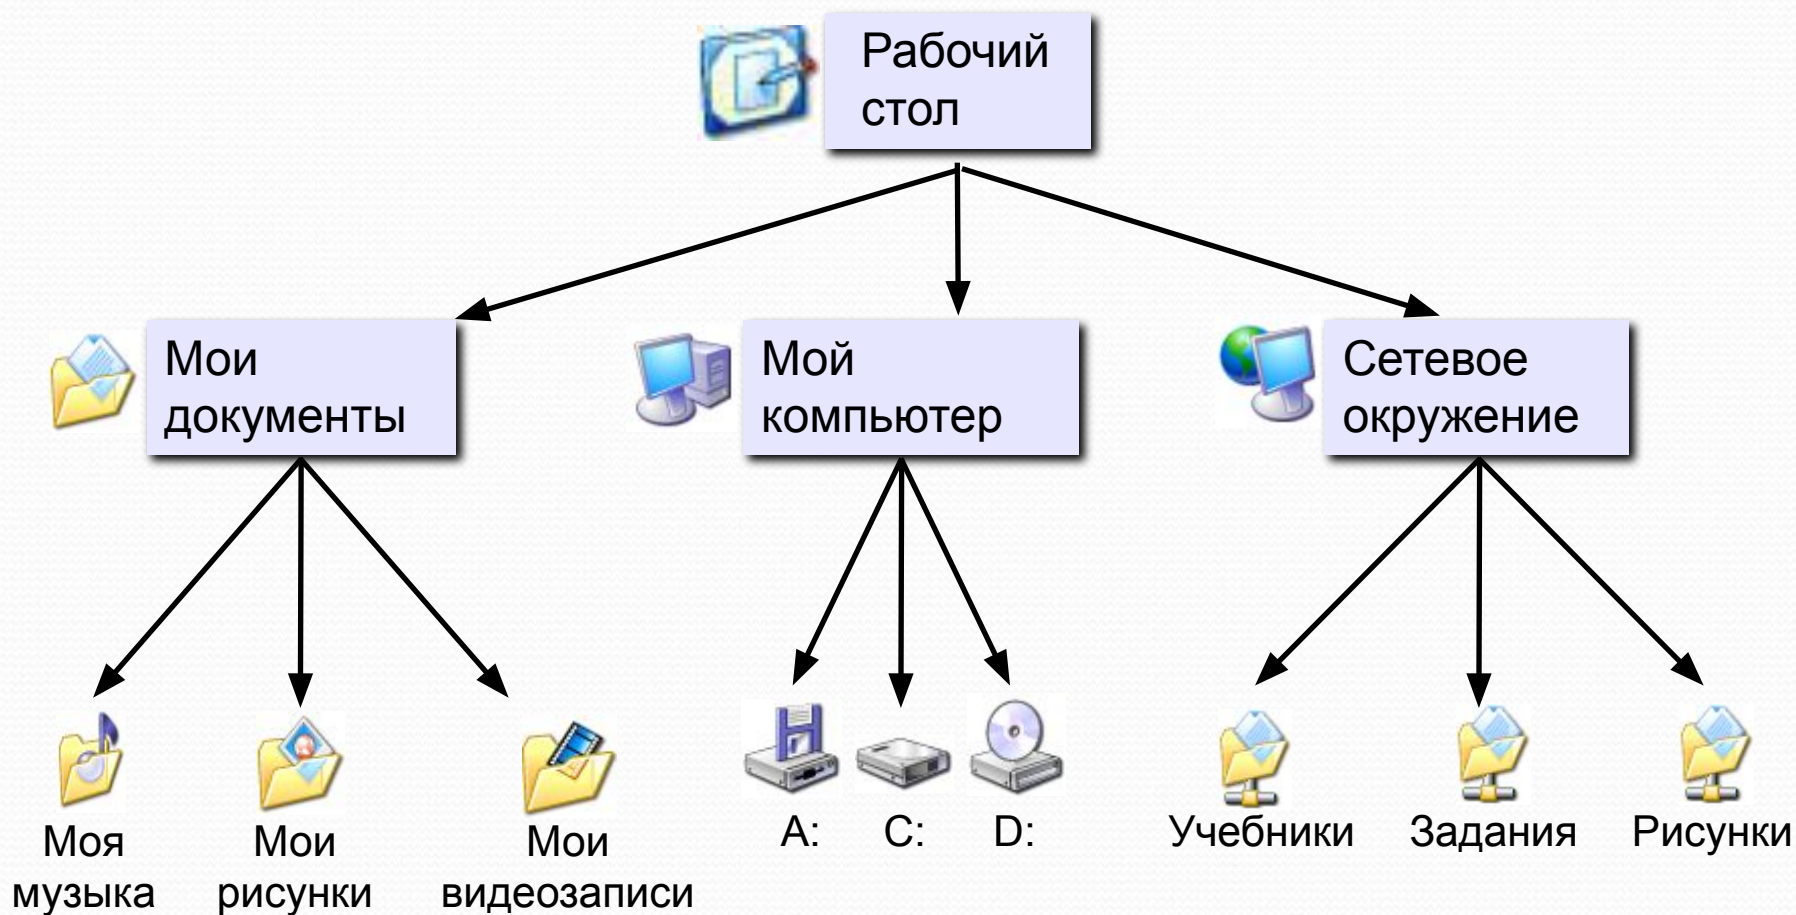 Рабочий
стол
Мои
документы
Мой
компьютер
Сетевое
окружение
Моя
музыка
Мои
рисунки
Мои
видеозаписи
A:
C:
D:
Учебники
Задания
Рисунки